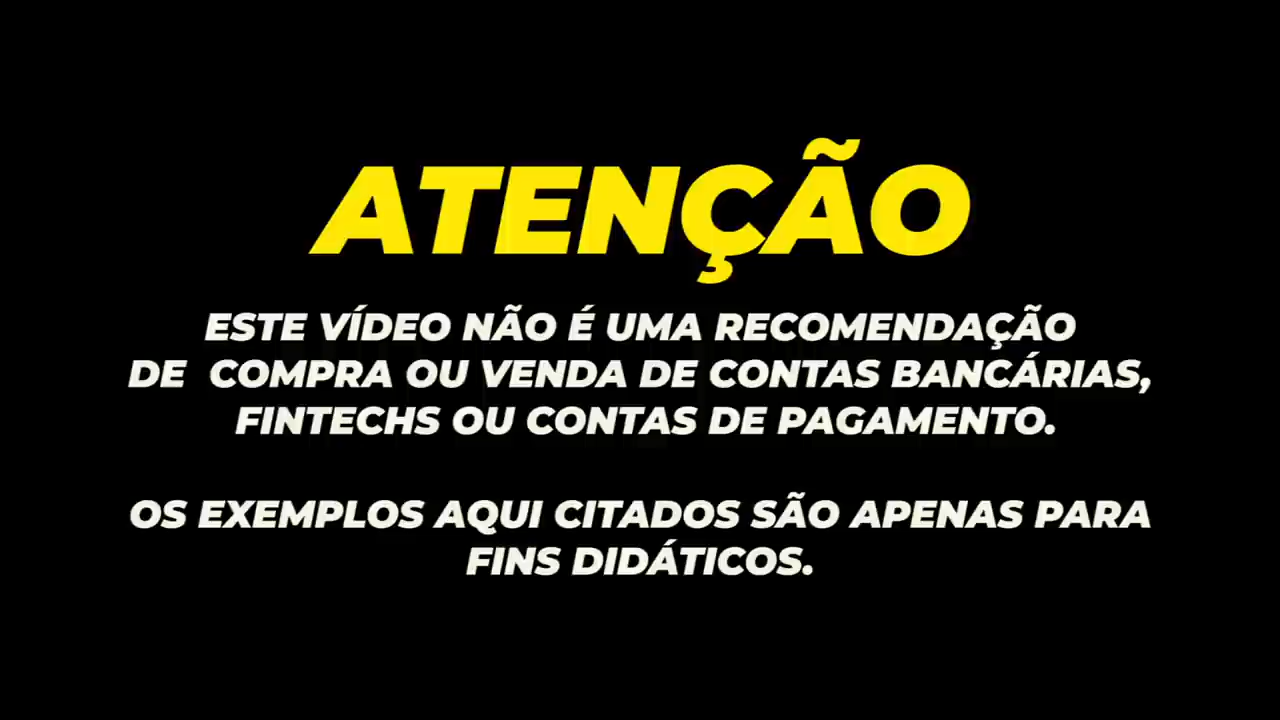 ATENÇÃO
ESTE VÍDEO NÃO É UMA RECOMENDAÇÃO
DE COMPRA OU VENDA DE CONTAS BANCÁRIAS,
FINTECHS OU CONTAS DE PAGAMENTO.
OS EXEMPLOS AQUI CITADOS SÃO APENAS PARA
FINS DIDÁTICOS.